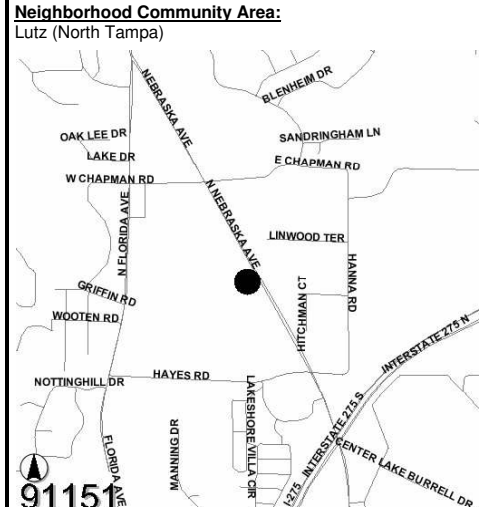 Neighborhood Community Area:
Lutz (North Tampa)
NEBRASKA AVE
BLENHEIM DR
OAK LEE DR
SANDRINGHAM LN
LAKE DR
E CHAPMAN RD
W CHAPMAN RD
N NEBRASKA AVE
N FLORIDA AVE
LINWOOD TER
HANNA RD
HITCHMAN CT
GRIFFIN RD
WOOTEN RD
INTERSTATE 275 N
HAYES RD
NOTTINGHILL DR
LAKESHORE VILLA CIR
INTERSTATE 275 S
I-275
MANNING DR
FLORIDA AVE
CENTER LAKE BURRELL DR
91151